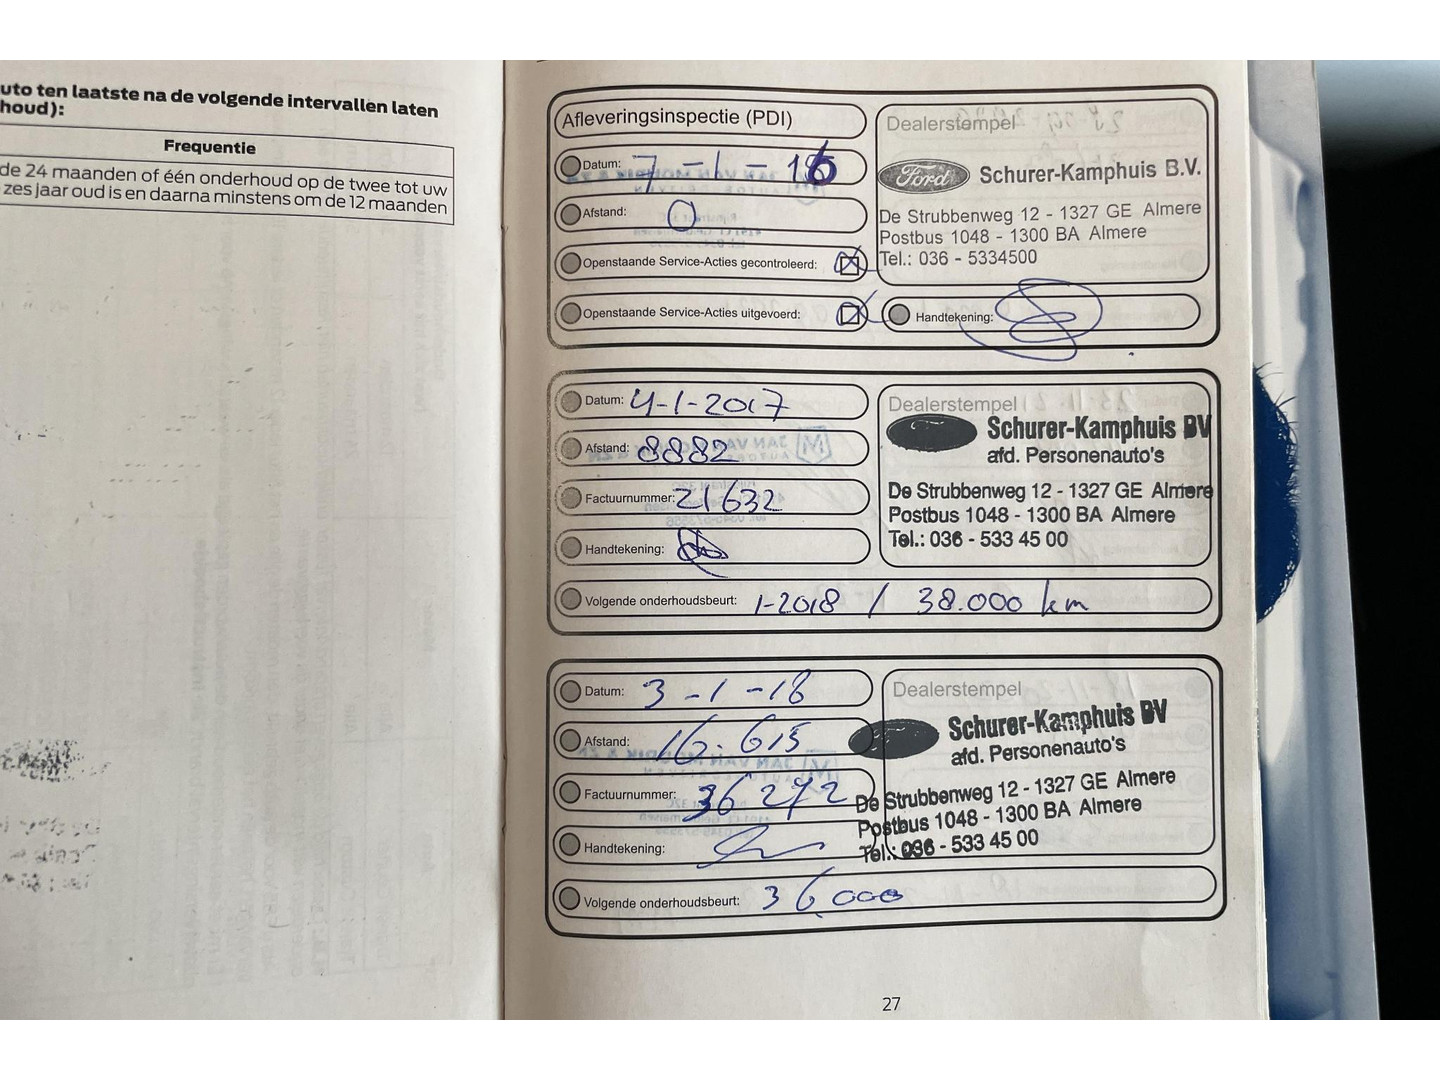 uto ten laatste na de volgende intervallen laten
houd):
Frequentie
de 24 maanden of één onderhoud op de twee tot uw
zes jaar oud is en daarna minstens om de 12 maanden
Afleveringsinspectie (PDI)
Datum: 7-1-16
Afstand: 0
Openstaande Service-Acties gecontroleerd:
Openstaande Service-Acties uitgevoerd:
Dealerstempel
Ford Schurer-Kamphuis B.V.
De Strubbenweg 12 - 1327 GE Almere
Postbus 1048 - 1300 BA Almere
Tel.: 036 - 5334500
Handtekening:
Datum: 4-1-2017
Afstand: 8882
Factuurnummer: 21632
Handtekening:
Dealerstempel
Schurer-Kamphuis BV
afd. Personenauto's
De Strubbenweg 12 - 1327 GE Almere
Postbus 1048 - 1300 BA Almere
Tel.: 036 - 533 45 00
Volgende onderhoudsbeurt: 1-2018 / 38.000 km
Datum: 3-1-18
Afstand: 16.615
Factuurnummer: 36272
Handtekening:
Dealerstempel
Schurer-Kamphuis BV
afd. Personenauto's
De Strubbenweg 12 - 1327 GE Almere
Postbus 1048 - 1300 BA Almere
Tel.: 036 - 533 45 00
Volgende onderhoudsbeurt: 36.000
27